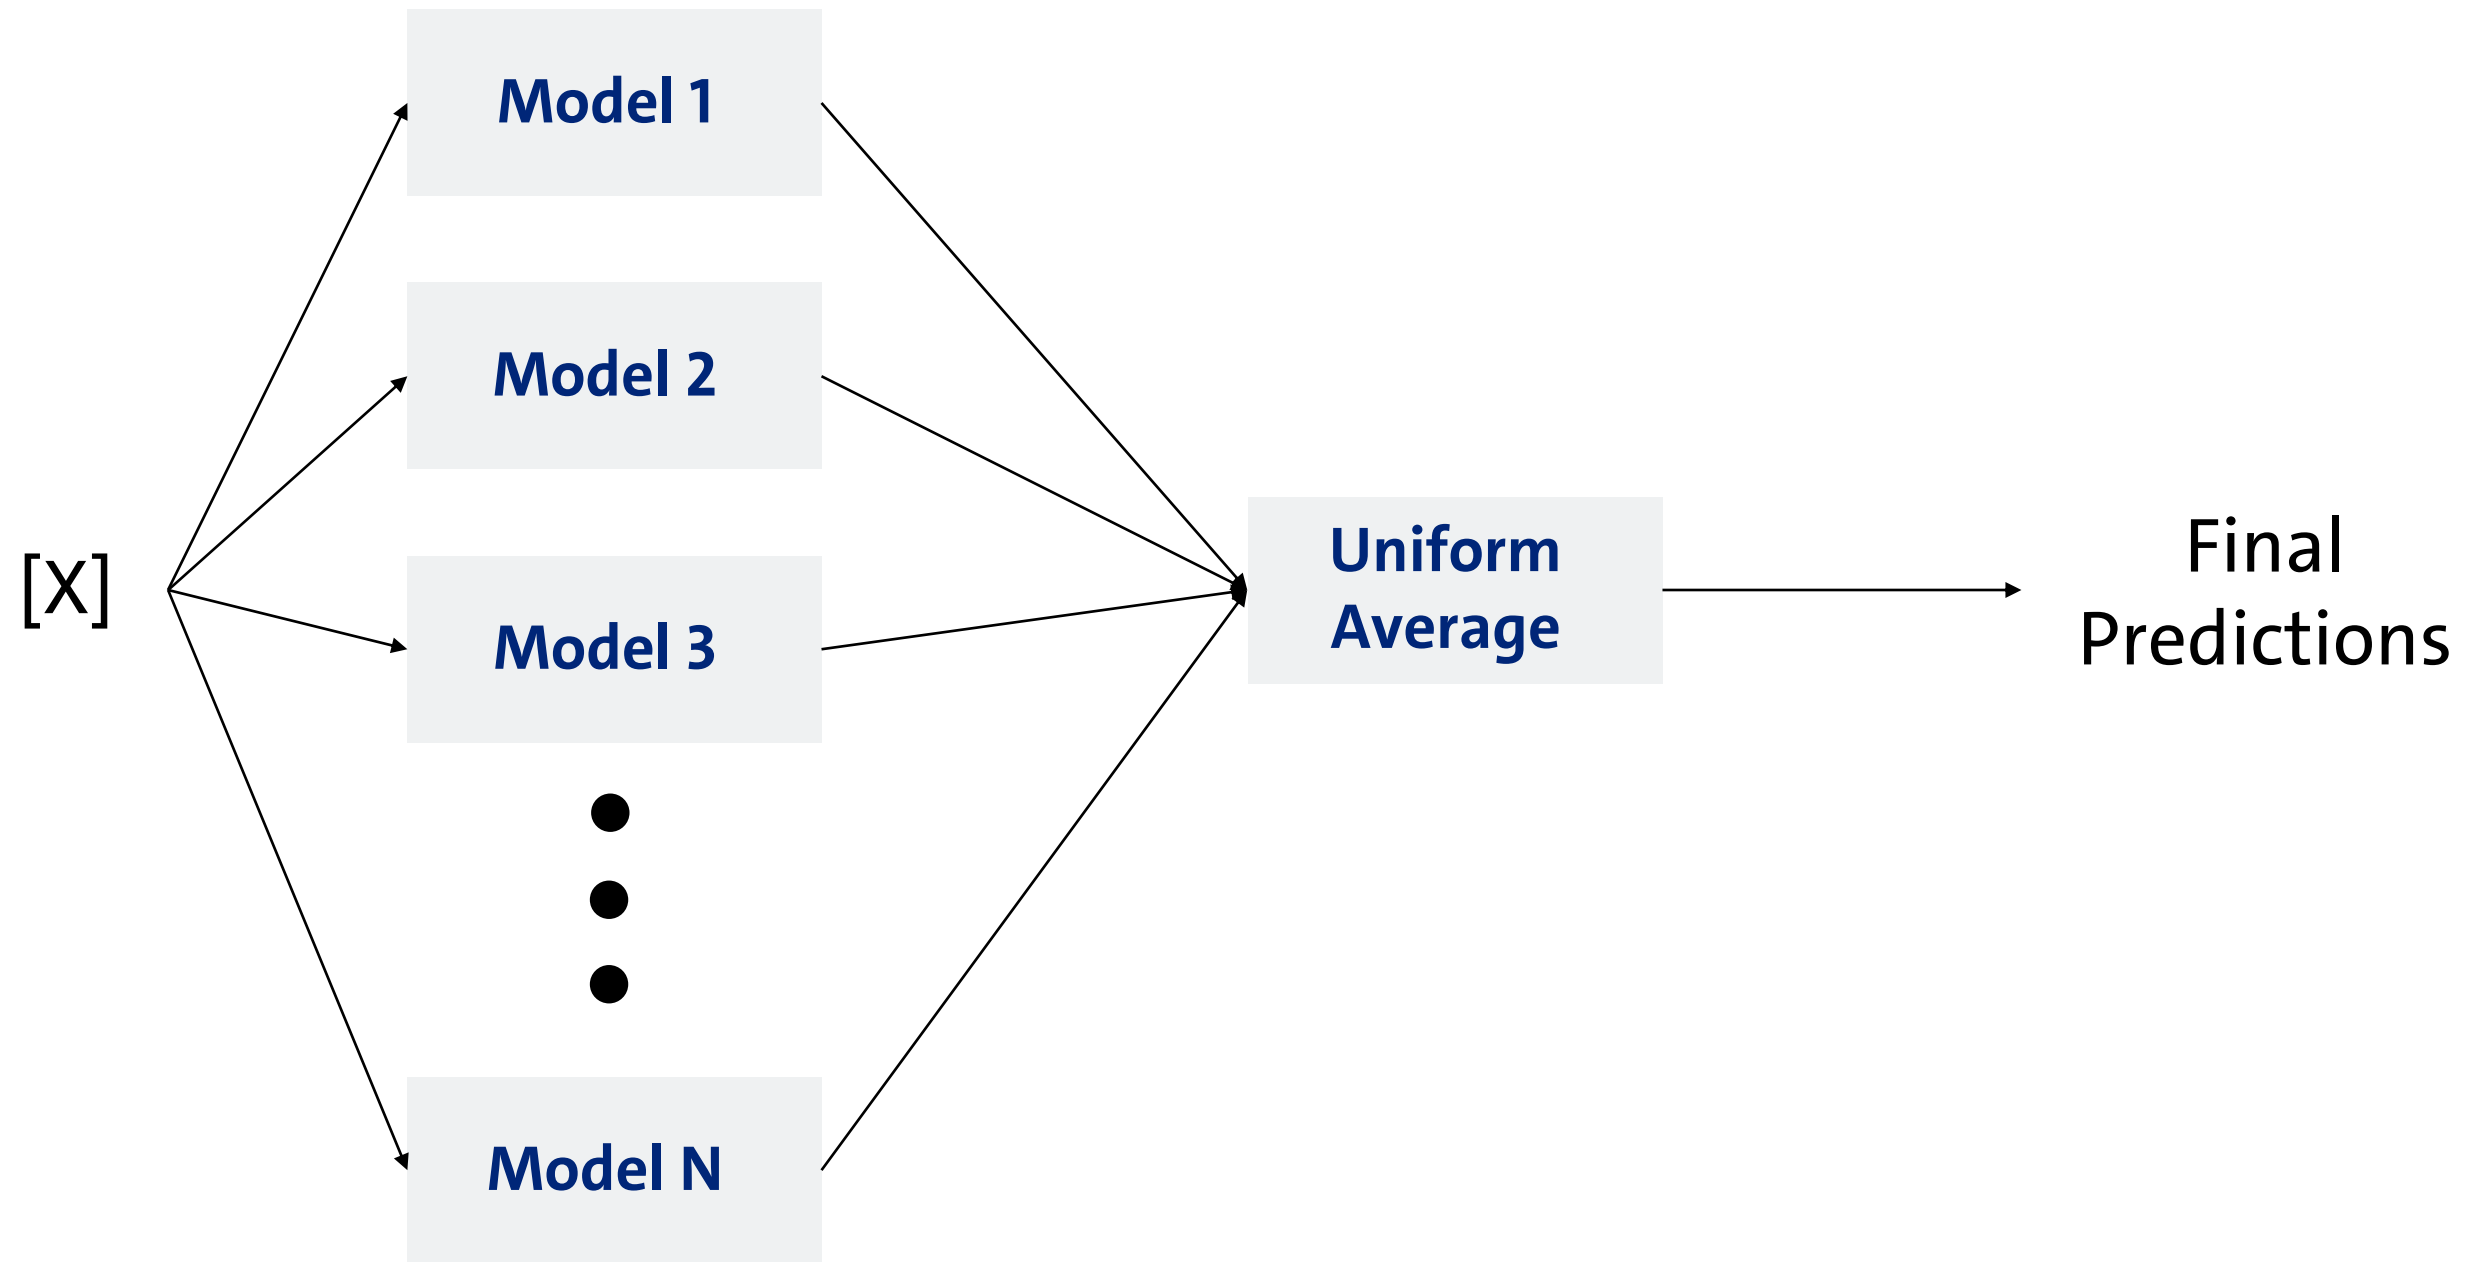 Model 1
Model 2
[X]
Model 3
Model N
Uniform
Average
Final
Predictions